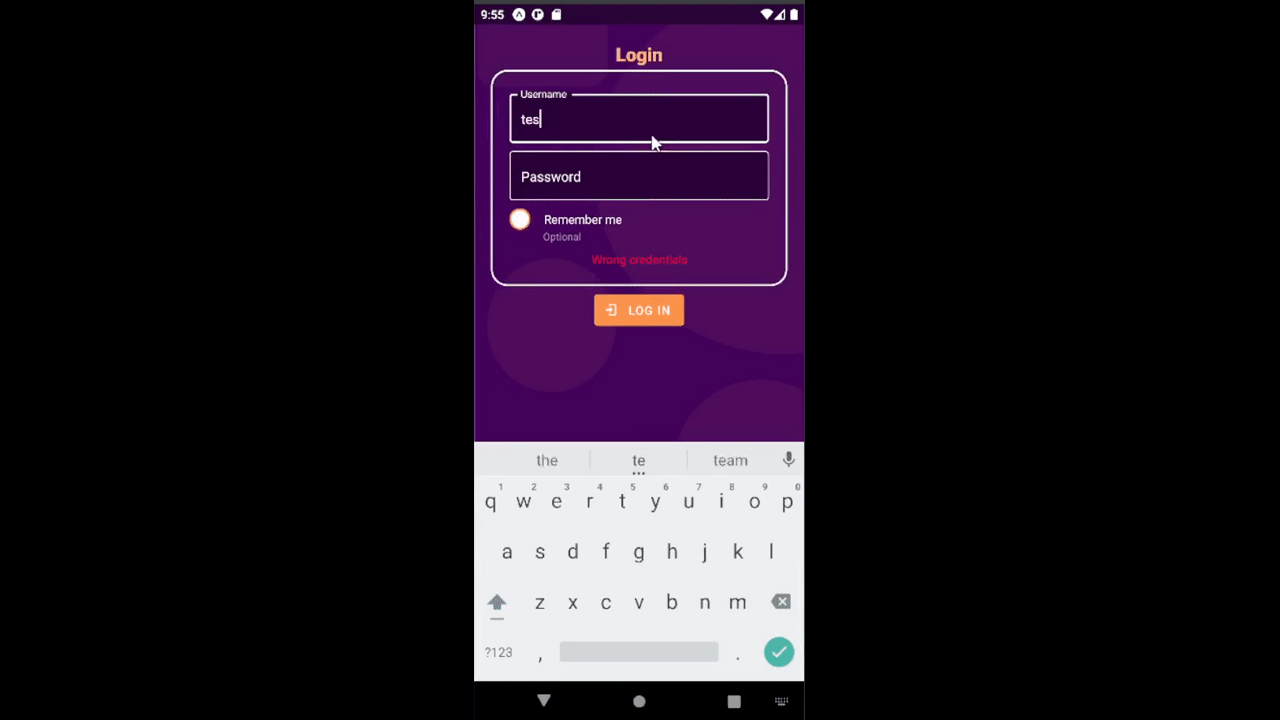 9:55
Login
Username
tes
Password
Remember me
Optional
Wrong credentials
LOG IN
the te team
1 2 3 4 5 6 7 8 9 0
q w e r t y u i o p
a s d f g h j k l
z x c v b n m
?123 , .